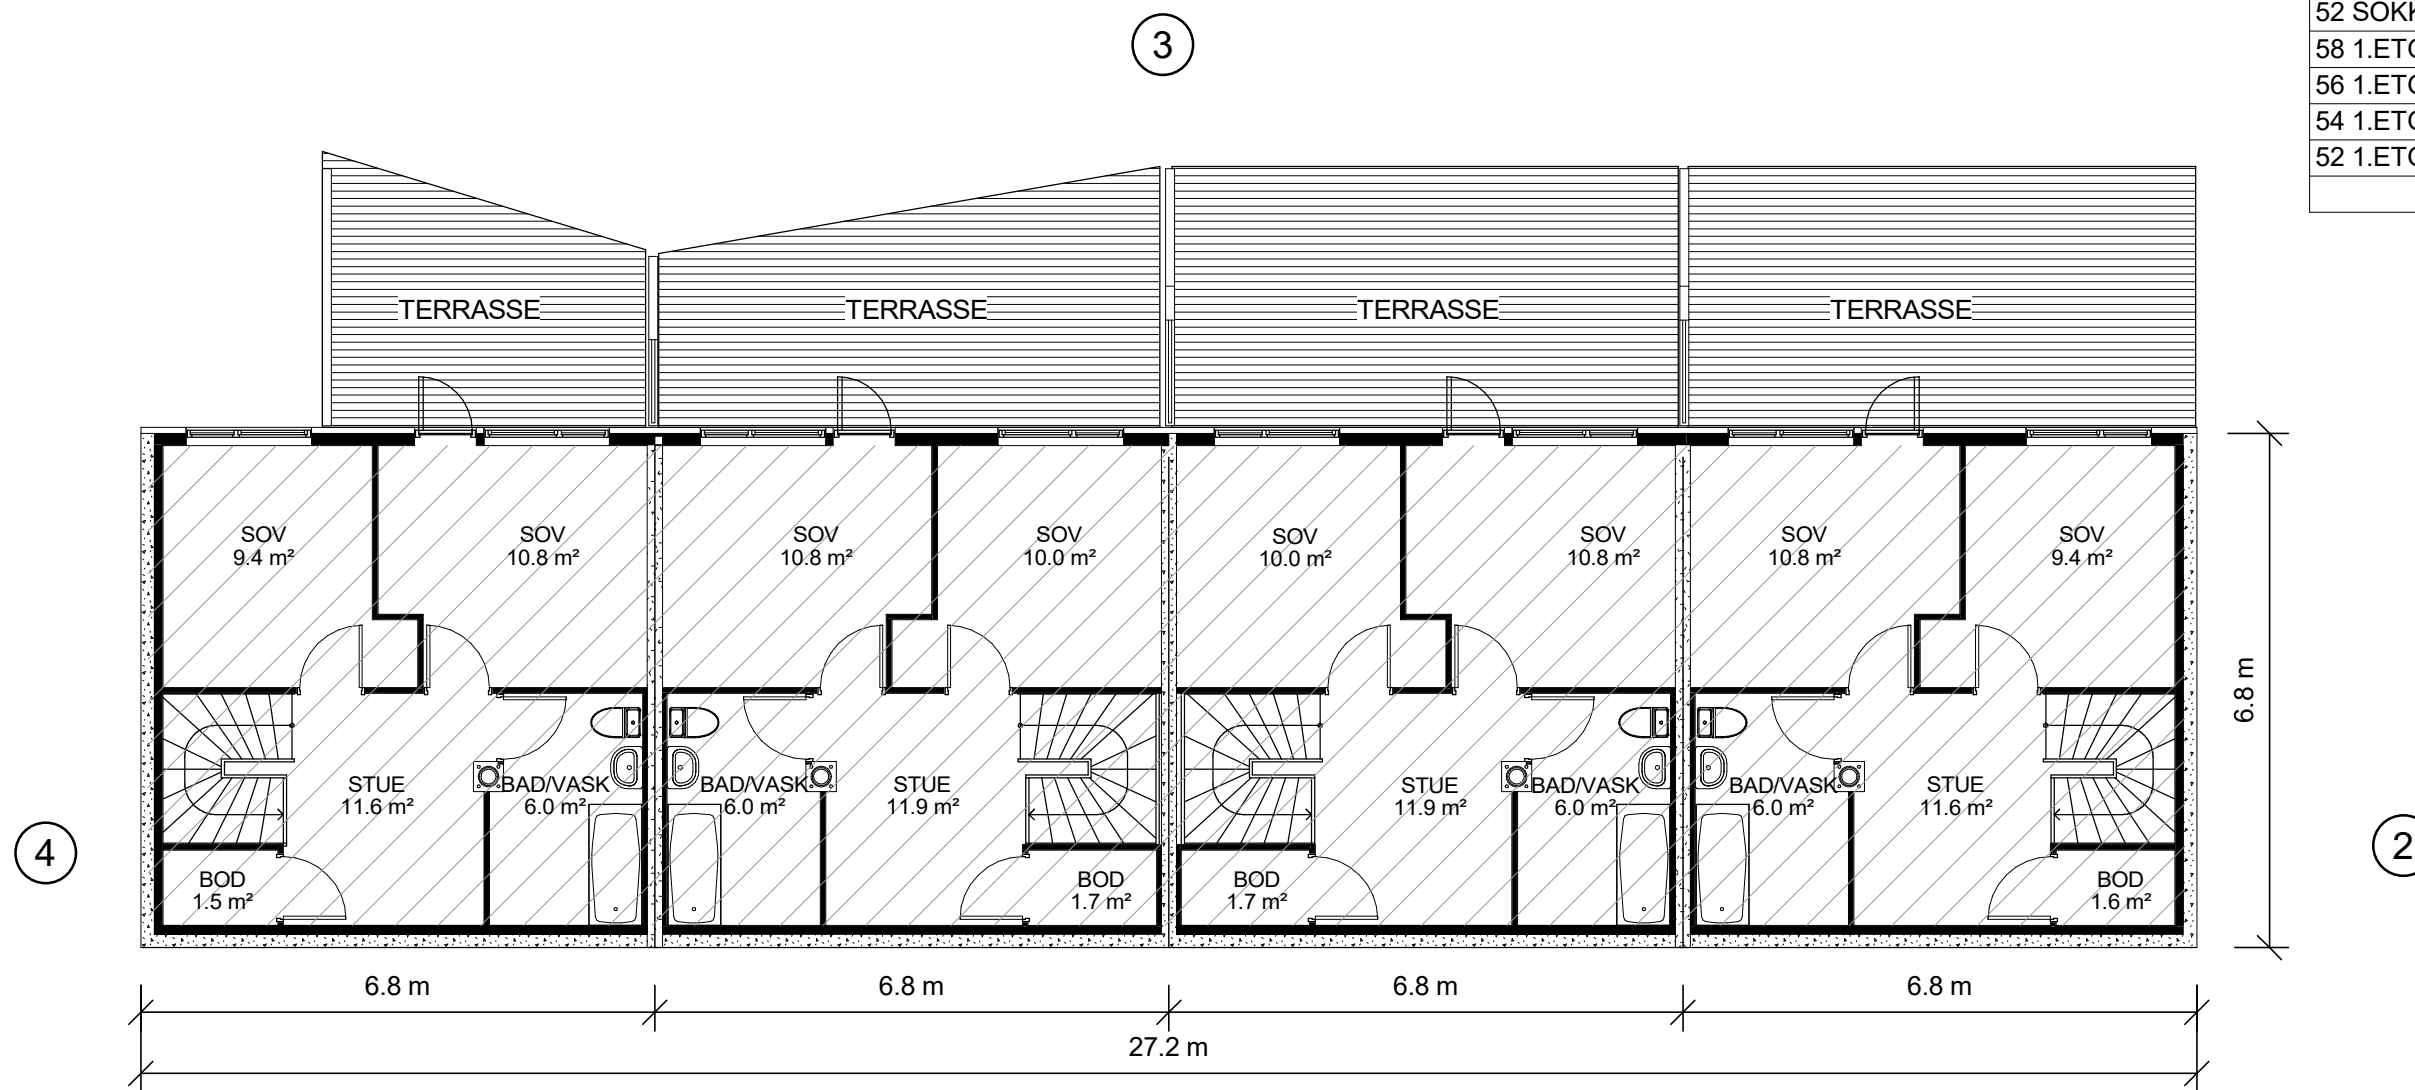 3
52 SOKK
58 1.ETG
56 1.ETG
54 1.ETG
52 1.ETG
TERRASSE
TERRASSE
TERRASSE
TERRASSE
SOV
9.4 m²
SOV
10.8 m²
SOV
10.8 m²
SOV
10.0 m²
SOV
10.0 m²
SOV
10.8 m²
SOV
10.8 m²
SOV
9.4 m²
6.8 m
STUE
11.6 m²
BAD/VASK
6.0 m²
BAD/VASK
6.0 m²
STUE
11.9 m²
STUE
11.9 m²
BAD/VASK
6.0 m²
BAD/VASK
6.0 m²
STUE
11.6 m²
4
2
BOD
1.5 m²
BOD
1.7 m²
BOD
1.7 m²
BOD
1.6 m²
6.8 m
6.8 m
6.8 m
6.8 m
27.2 m